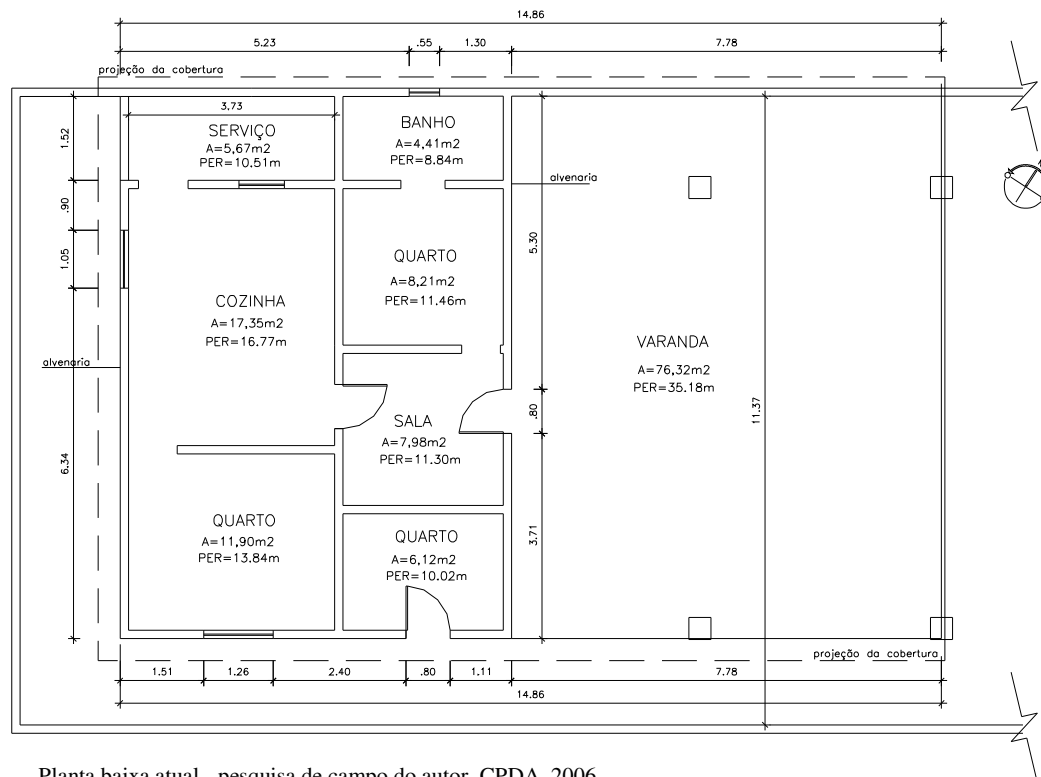 14.86
5.23
.55
1.30
7.78
projeção da cobertura
3.73
SERVIÇO
A=5,67m2
PER=10.51m
BANHO
A=4,41m2
PER=8.84m
1.52
alvenaria
.90
1.05
5.30
QUARTO
A=8,21m2
PER=11.46m
COZINHA
A=17,35m2
PER=16.77m
VARANDA
A=76,32m2
PER=35.18m
alvenaria
.80
11.37
SALA
A=7,98m2
PER=11.30m
6.34
QUARTO
A=11,90m2
PER=13.84m
QUARTO
A=6,12m2
PER=10.02m
3.71
projeção da cobertura
1.51
1.26
2.40
.80
1.11
7.78
14.86
Planta baixa atual - pesquisa de campo do autor, CPDA, 2006